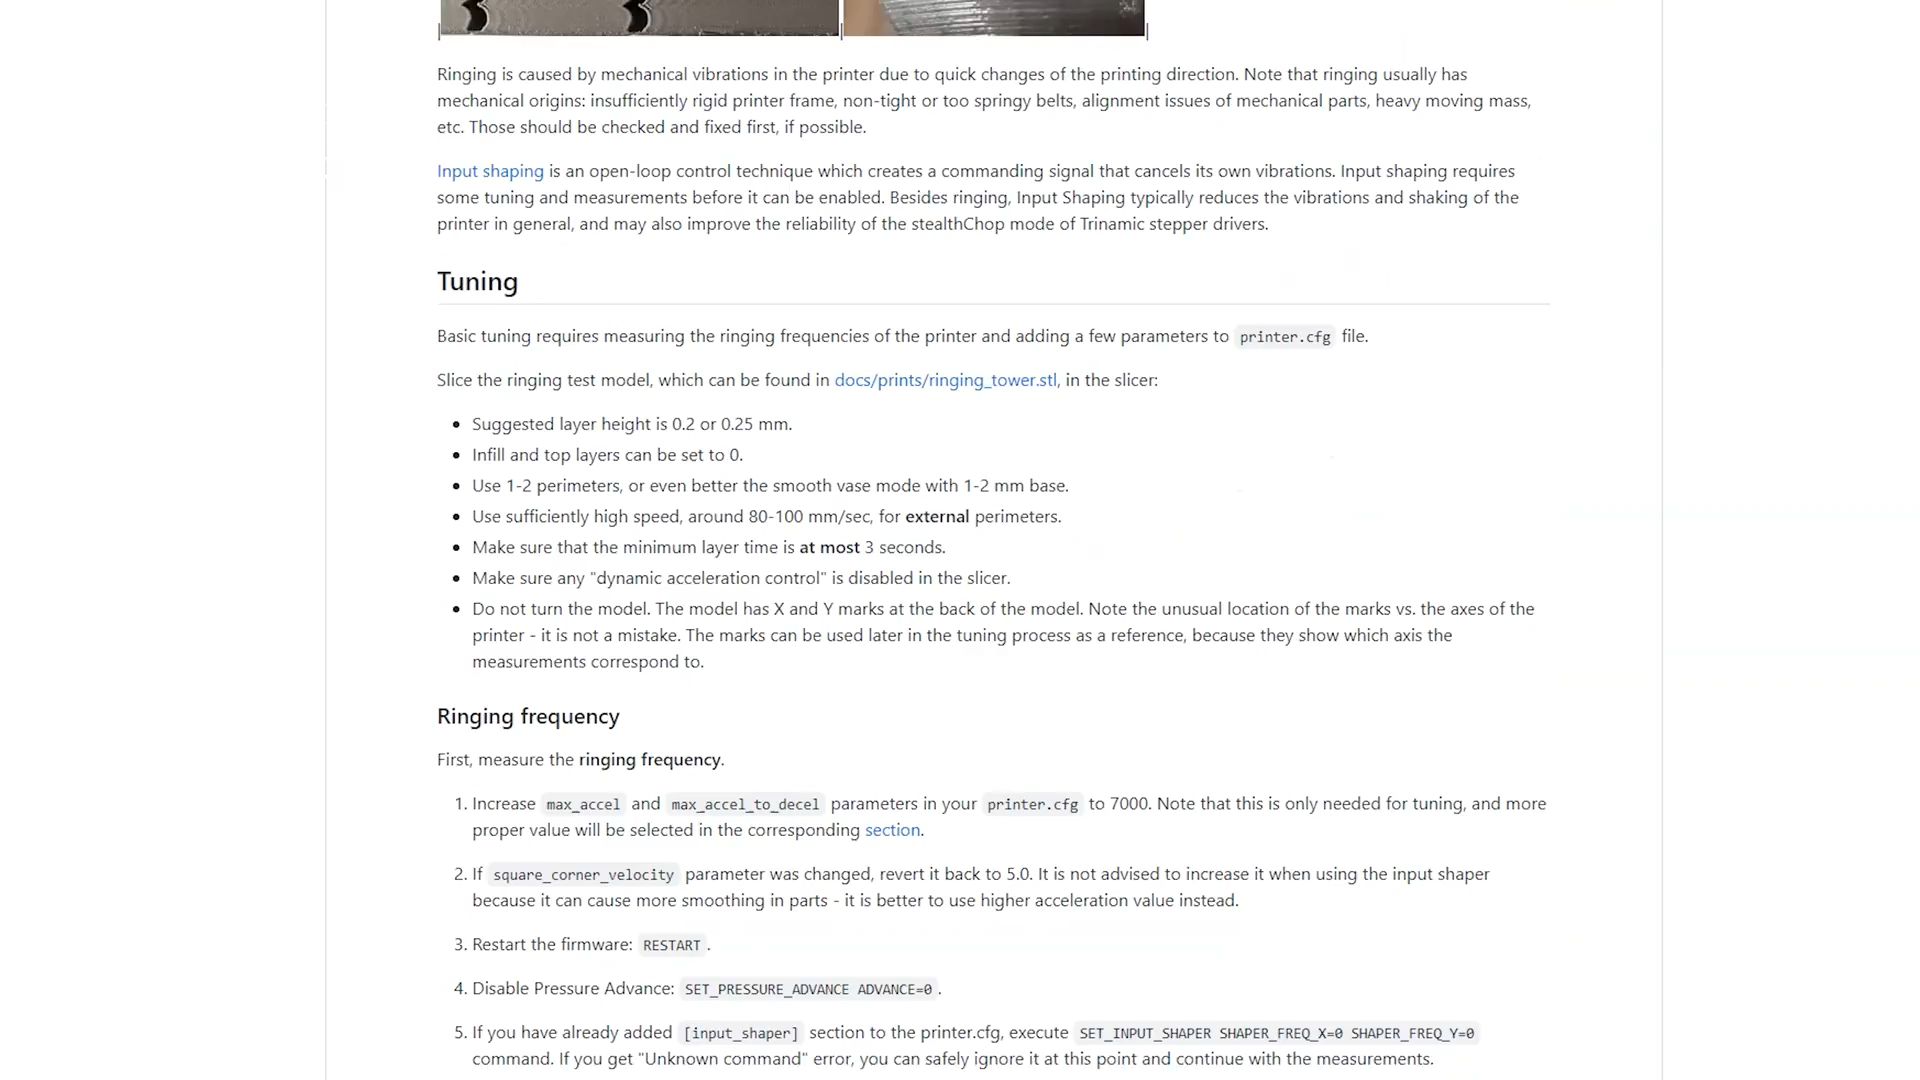 Ringing is caused by mechanical vibrations in the printer due to quick changes of the printing direction. Note that ringing usually has
mechanical origins: insufficiently rigid printer frame, non-tight or too springy belts, alignment issues of mechanical parts, heavy moving mass,
etc. Those should be checked and fixed first, if possible.
Input shaping is an open-loop control technique which creates a commanding signal that cancels its own vibrations. Input shaping requires
some tuning and measurements before it can be enabled. Besides ringing, Input Shaping typically reduces the vibrations and shaking of the
printer in general, and may also improve the reliability of the stealthChop mode of Trinamic stepper drivers.
Tuning
Basic tuning requires measuring the ringing frequencies of the printer and adding a few parameters to printer.cfg file.
Slice the ringing test model, which can be found in docs/prints/ringing_tower.stl, in the slicer:
• Suggested layer height is 0.2 or 0.25 mm.
• Infill and top layers can be set to 0.
• Use 1-2 perimeters, or even better the smooth vase mode with 1-2 mm base.
• Use sufficiently high speed, around 80-100 mm/sec, for external perimeters.
• Make sure that the minimum layer time is at most 3 seconds.
• Make sure any "dynamic acceleration control" is disabled in the slicer.
• Do not turn the model. The model has X and Y marks at the back of the model. Note the unusual location of the marks vs. the axes of the
printer - it is not a mistake. The marks can be used later in the tuning process as a reference, because they show which axis the
measurements correspond to.
Ringing frequency
First, measure the ringing frequency.
1. Increase max_accel and max_accel_to_decel parameters in your printer.cfg to 7000. Note that this is only needed for tuning, and more
proper value will be selected in the corresponding section.
2. If square_corner_velocity parameter was changed, revert it back to 5.0. It is not advised to increase it when using the input shaper
because it can cause more smoothing in parts - it is better to use higher acceleration value instead.
3. Restart the firmware: RESTART .
4. Disable Pressure Advance: SET_PRESSURE_ADVANCE ADVANCE=0 .
5. If you have already added [input_shaper] section to the printer.cfg, execute SET_INPUT_SHAPER SHAPER_FREQ_X=0 SHAPER_FREQ_Y=0
command. If you get "Unknown command" error, you can safely ignore it at this point and continue with the measurements.